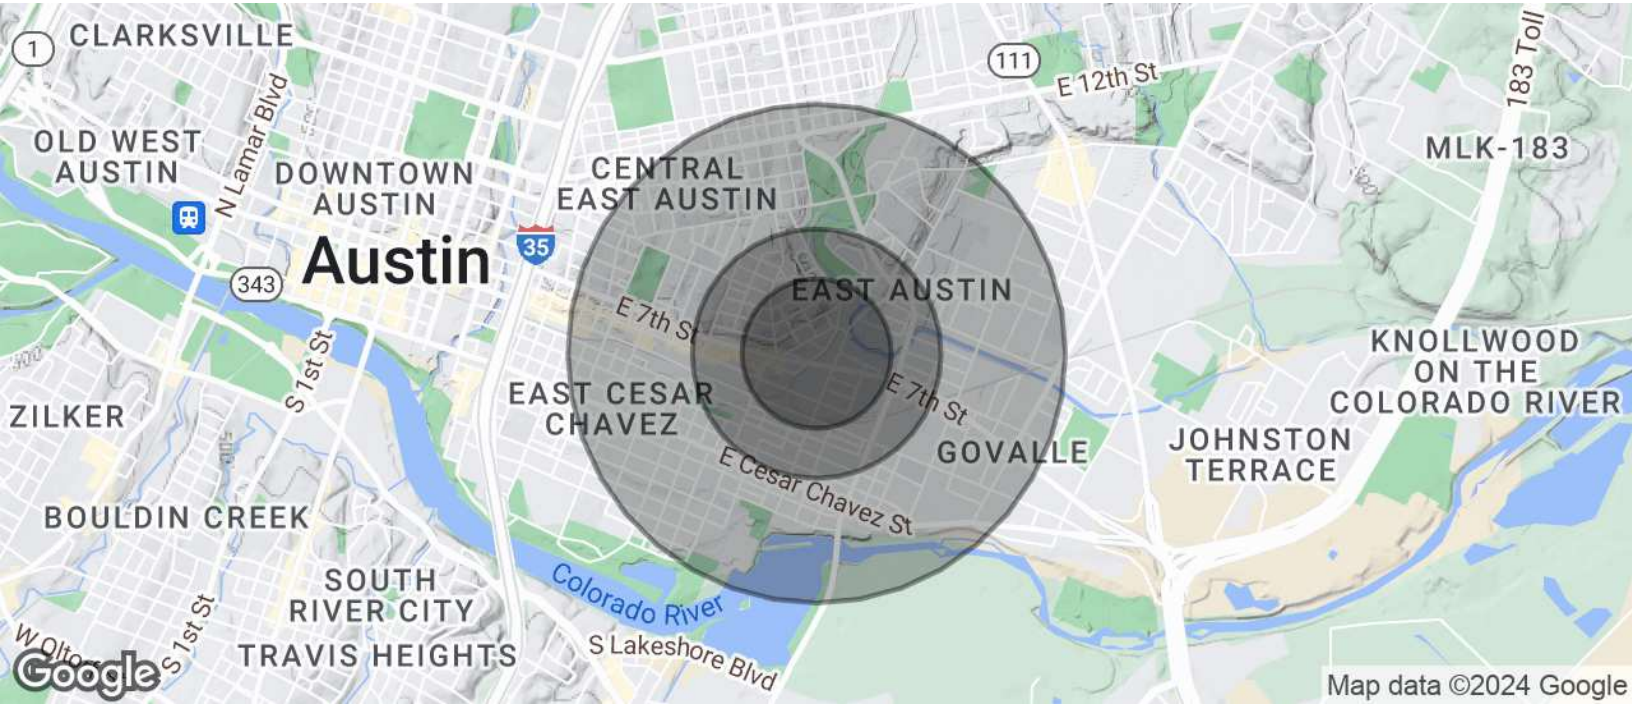 1
CLARKSVILLE
N Lamar Blvd
OLD WEST
AUSTIN
DOWNTOWN
AUSTIN
Austin
35
343
CENTRAL
EAST AUSTIN
111
E 12th St
183 Toll
MLK-183
500
EAST AUSTIN
E 7th St
E 7th St
EAST CESAR
CHAVEZ
E Cesar Chavez St
GOVALLE
KNOLLWOOD
ON THE
COLORADO RIVER
JOHNSTON
TERRACE
S 1st St
500
ZILKER
500
BOULDIN CREEK
SOUTH
RIVER CITY
TRAVIS HEIGHTS
S 1st St
Colorado River
S Lakeshore Blvd
W
Google
Map data ©2024 Google